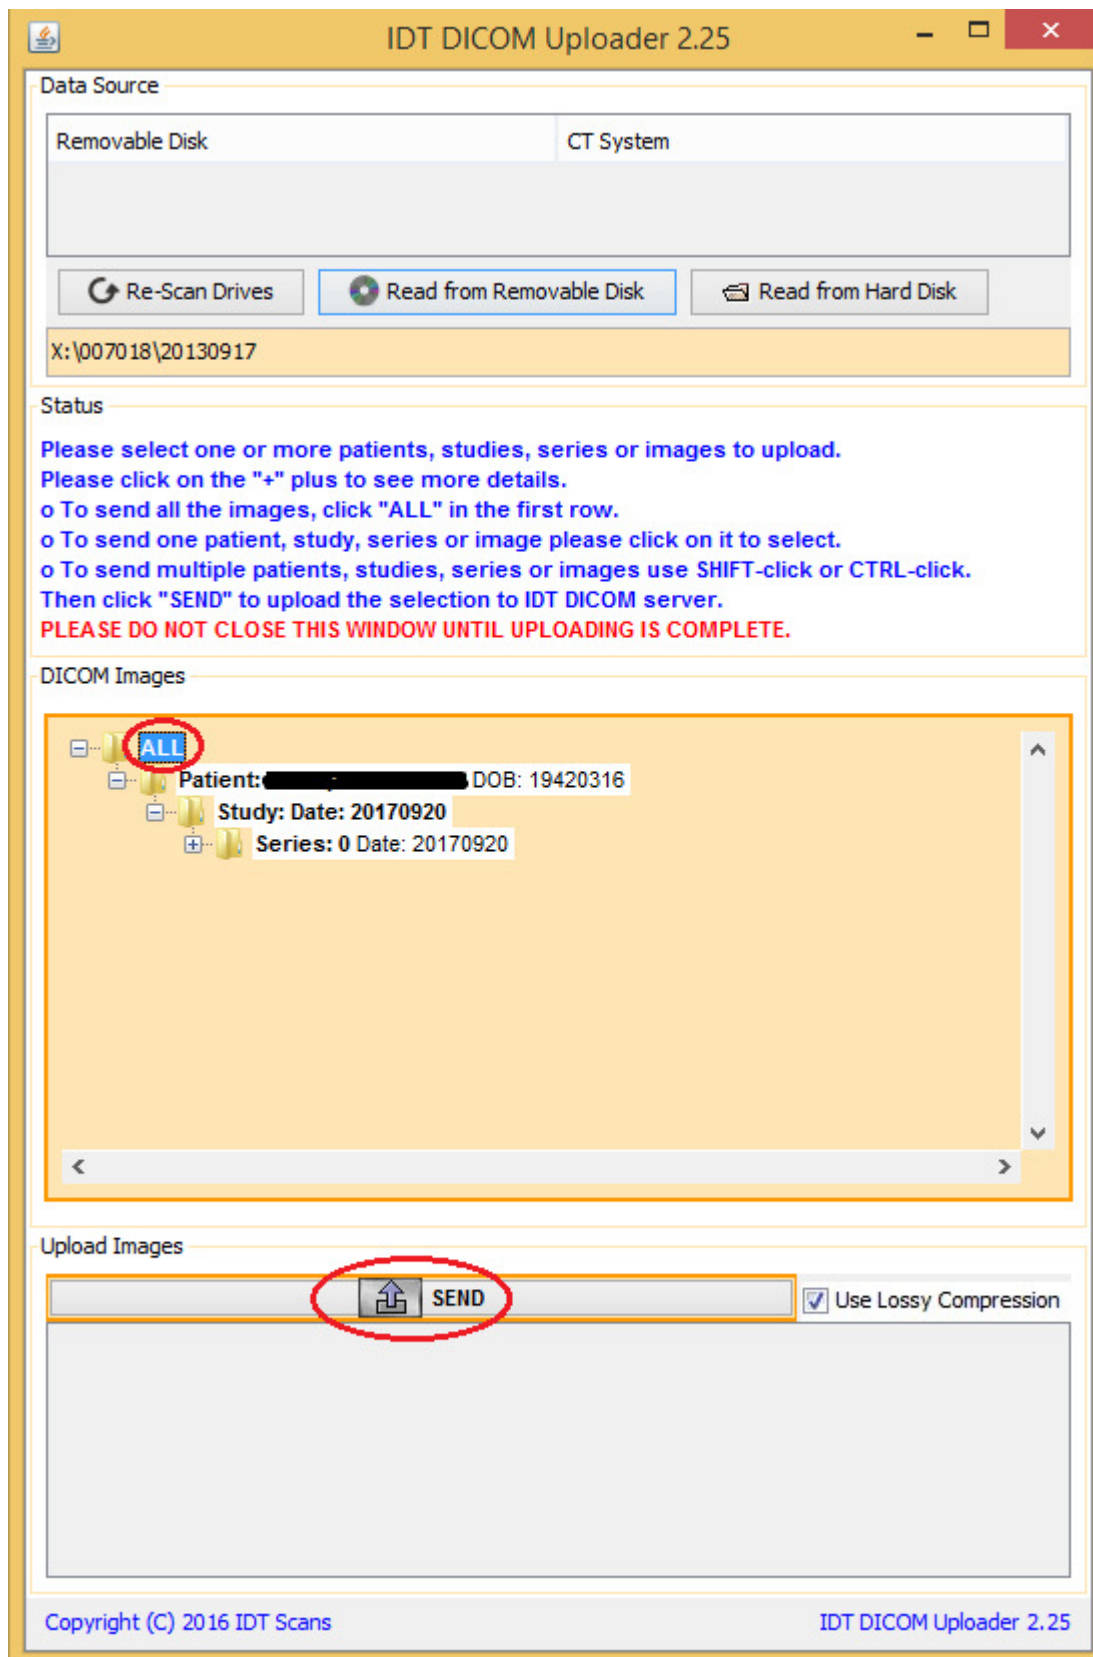 IDT DICOM Uploader 2.25
Data Source
Removable Disk CT System
Re-Scan Drives Read from Removable Disk Read from Hard Disk
X:\007018\20130917
Status
Please select one or more patients, studies, series or images to upload.
Please click on the "+" plus to see more details.
o To send all the images, click "ALL" in the first row.
o To send one patient, study, series or image please click on it to select.
o To send multiple patients, studies, series or images use SHIFT-click or CTRL-click.
Then click "SEND" to upload the selection to IDT DICOM server.
PLEASE DO NOT CLOSE THIS WINDOW UNTIL UPLOADING IS COMPLETE.
DICOM Images
ALL
Patient: DOB: 19420316
Study: Date: 20170920
Series: 0 Date: 20170920
Upload Images
SEND Use Lossy Compression
Copyright (C) 2016 IDT Scans IDT DICOM Uploader 2.25